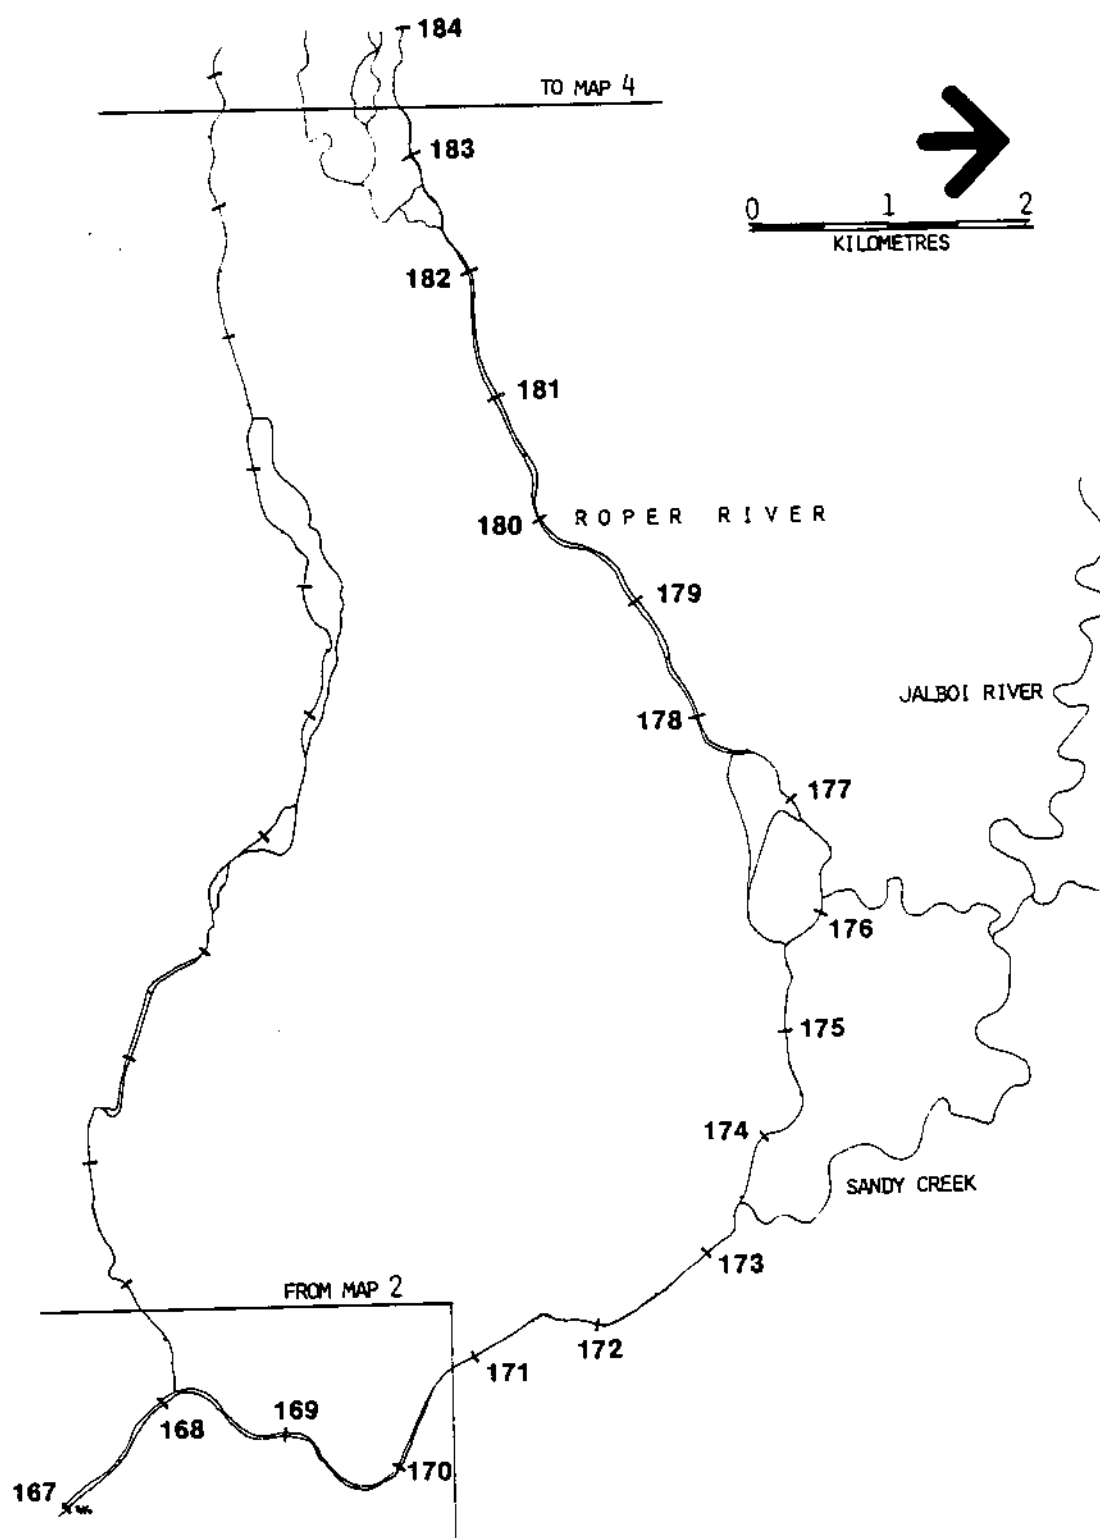 184
TO MAP 4
183
0 1 2
KILOMETRES
182
181
180
ROPER RIVER
179
JALBOI RIVER
178
177
176
175
174
SANDY CREEK
173
FROM MAP 2
172
171
169
168
170
167